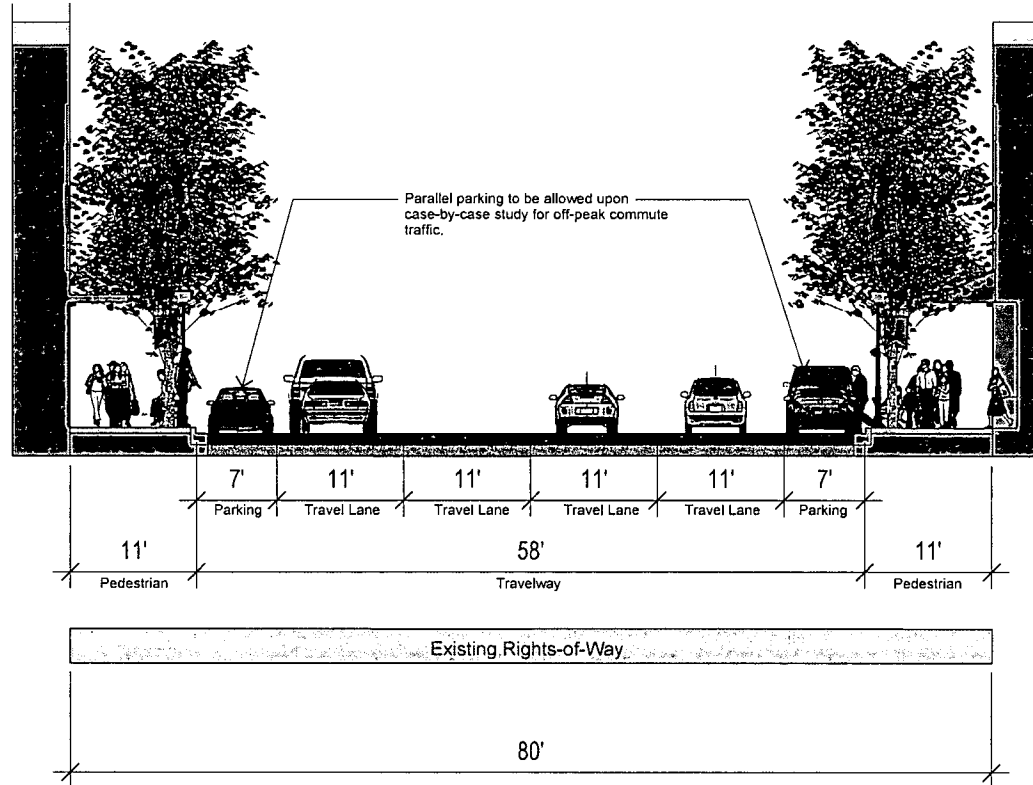 Parallel parking to be allowed upon
case-by-case study for off-peak commute
traffic.
7' 11' 11' 11' 11' 7'
Parking Travel Lane Travel Lane Travel Lane Travel Lane Parking
11' 58' 11'
Pedestrian Travelway Pedestrian
Existing Rights-of-Way
80'